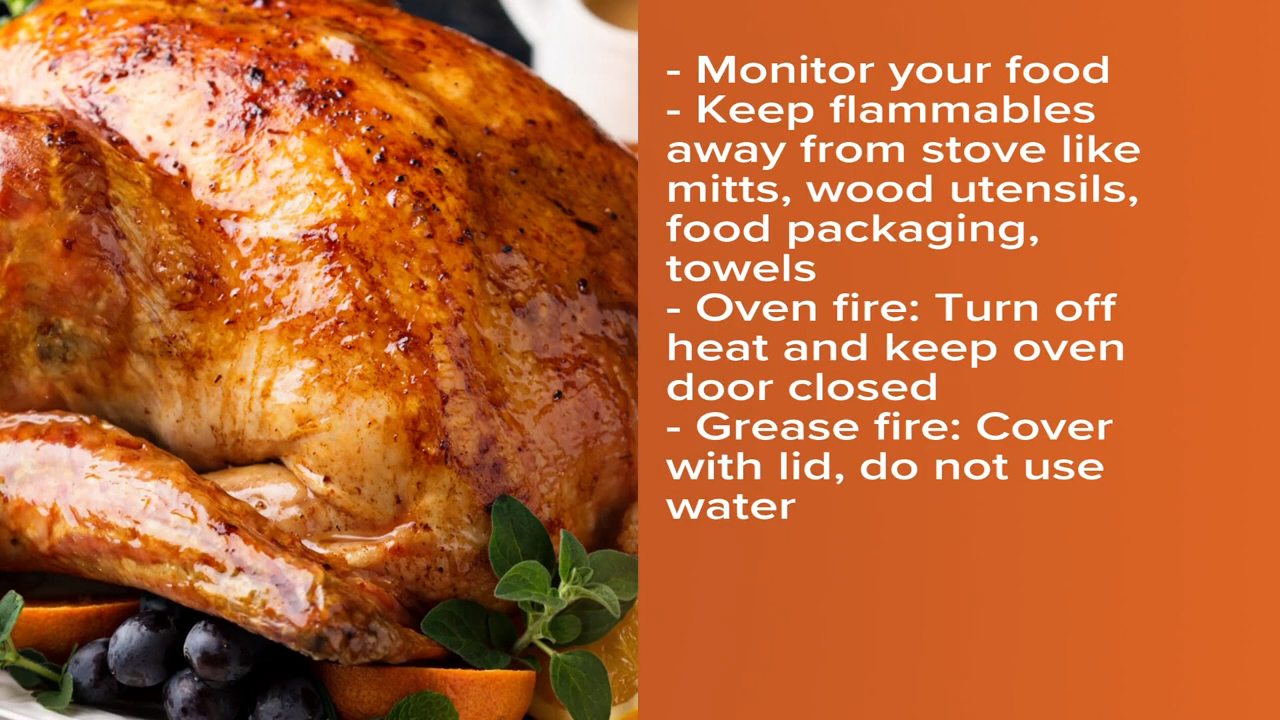 - Monitor your food
- Keep flammables
away from stove like
mitts, wood utensils,
food packaging,
towels
- Oven fire: Turn off
heat and keep oven
door closed
- Grease fire: Cover
with lid, do not use
water